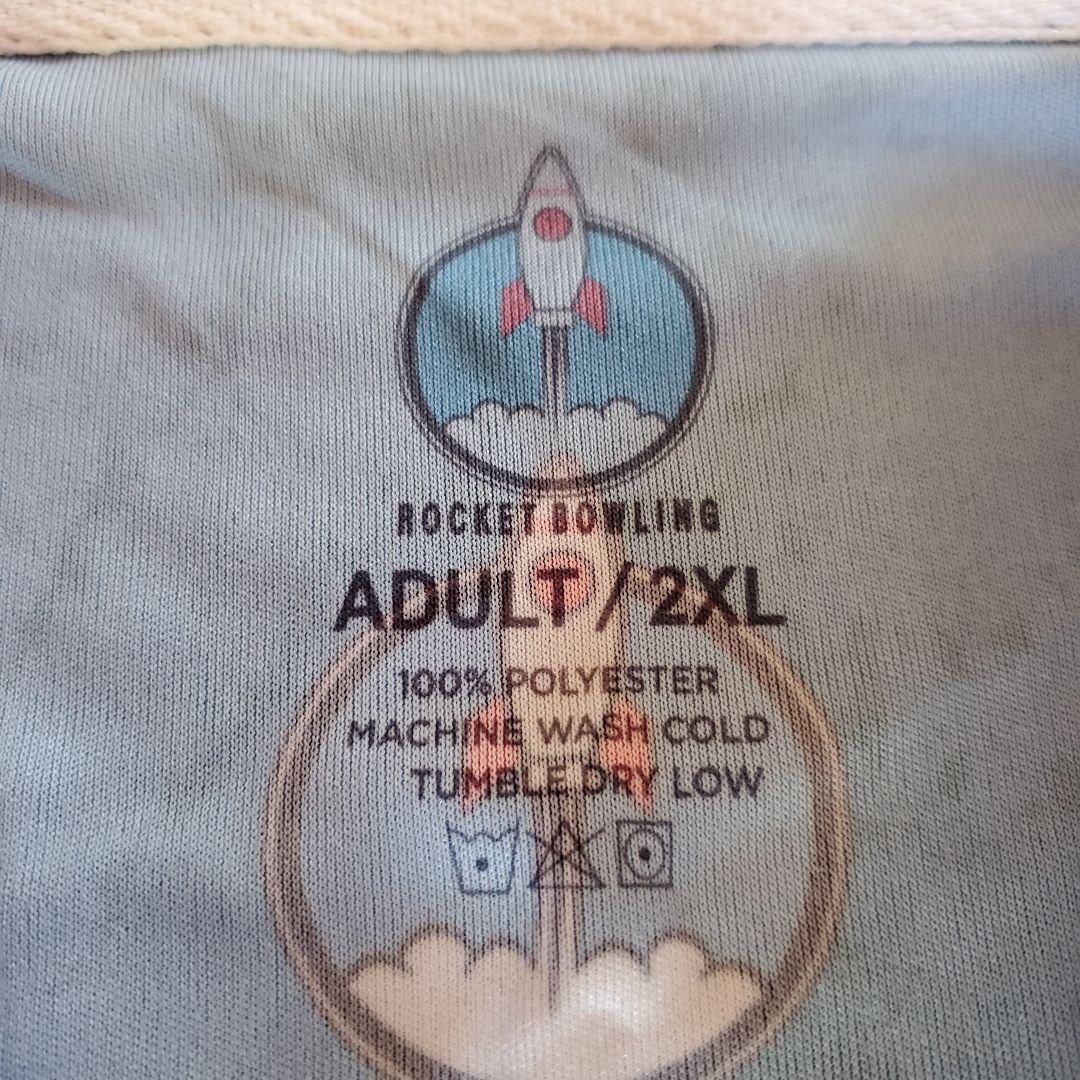 ROCKET BOWLING
ADULT / 2XL
100% POLYESTER
MACHINE WASH COLD
TUMBLE DRY LOW